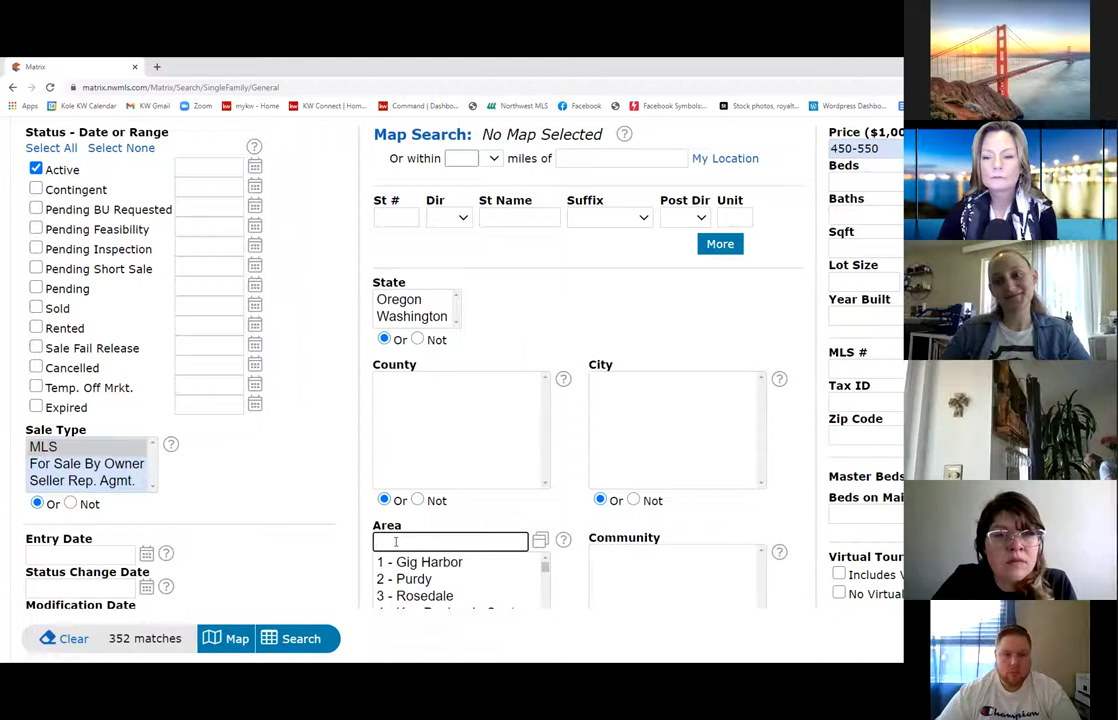 Matrix
matrix.nwmls.com/Matrix/Search/SingleFamily/General
Apps Kole KW Calendar KW Gmail Zoom mykw - Home KW Connect | Hom... Command | Dashbo... Northwest MLS Facebook Facebook Symbols:... Stock photos, royalt... Wordpress Dashbo...
Status - Date or Range
Select All Select None
Active
Contingent
Pending BU Requested
Pending Feasibility
Pending Inspection
Pending Short Sale
Pending
Sold
Rented
Sale Fail Release
Cancelled
Temp. Off Mrkt.
Expired
Sale Type
MLS
For Sale By Owner
Seller Rep. Agmt.
Or Not
Entry Date
Status Change Date
Modification Date
Map Search: No Map Selected
Or within miles of My Location
St # Dir St Name Suffix Post Dir Unit
More
State
Oregon
Washington
Or Not
County City
Or Not Or Not
Area
1 - Gig Harbor
2 - Purdy
3 - Rosedale
Community
Price ($1,00
450-550
Beds
Baths
Sqft
Lot Size
Year Built
MLS #
Tax ID
Zip Code
Master Beds
Beds on Mai
Virtual Tour
Includes V
No Virtual
Clear 352 matches Map Search
Champion